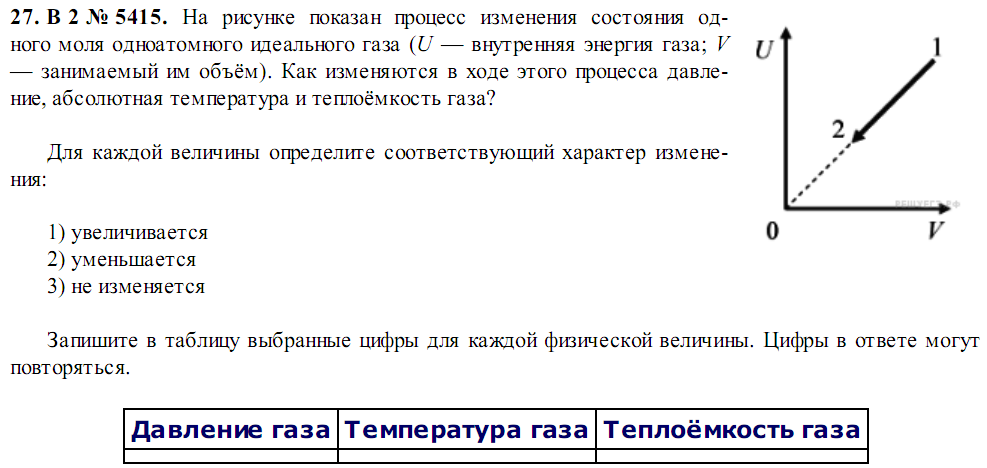 27. В 2 № 5415. На рисунке показан процесс изменения состояния од-
ного моля одноатомного идеального газа (U — внутренняя энергия газа; V
— занимаемый им объём). Как изменяются в ходе этого процесса давле-
ние, абсолютная температура и теплоёмкость газа?
U
1
2
0
V
РЕШУЕГЭ.РФ
Для каждой величины определите соответствующий характер измене-
ния:
1) увеличивается
2) уменьшается
3) не изменяется
Запишите в таблицу выбранные цифры для каждой физической величины. Цифры в ответе могут
повторяться.
Давление газа Температура газа Теплоёмкость газа